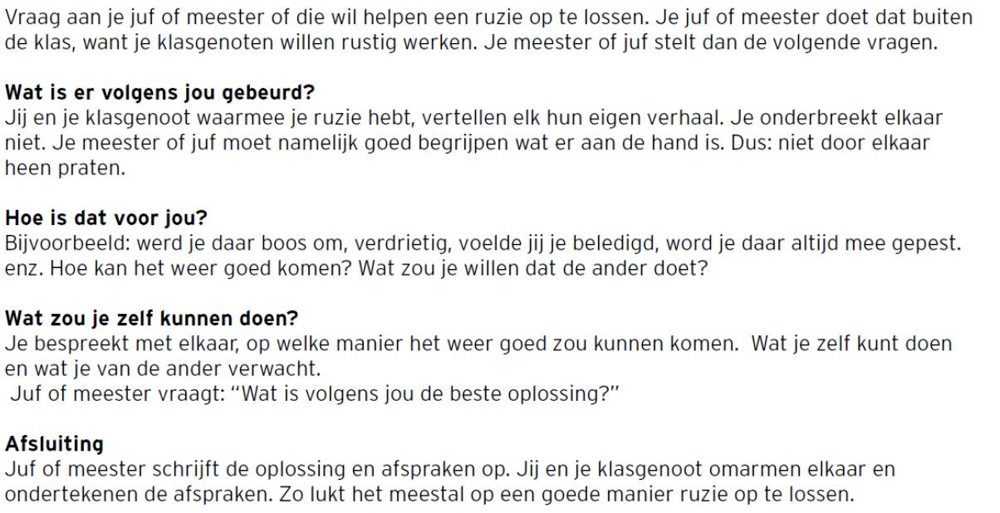 Vraag aan je juf of meester of die wil helpen een ruzie op te lossen. Je juf of meester doet dat buiten
de klas, want je klasgenoten willen rustig werken. Je meester of juf stelt dan de volgende vragen.
Wat is er volgens jou gebeurd?
Jij en je klasgenoot waarmee je ruzie hebt, vertellen elk hun eigen verhaal. Je onderbreekt elkaar
niet. Je meester of juf moet namelijk goed begrijpen wat er aan de hand is. Dus: niet door elkaar
heen praten.
Hoe is dat voor jou?
Bijvoorbeeld: werd je daar boos om, verdrietig, voelde jij je beledigd, word je daar altijd mee gepest.
enz. Hoe kan het weer goed komen? Wat zou je willen dat de ander doet?
Wat zou je zelf kunnen doen?
Je bespreekt met elkaar, op welke manier het weer goed zou kunnen komen.  Wat je zelf kunt doen
en wat je van de ander verwacht.
Juf of meester vraagt: “Wat is volgens jou de beste oplossing?”
Afsluiting
Juf of meester schrijft de oplossing en afspraken op. Jij en je klasgenoot omarmen elkaar en
ondertekenen de afspraken. Zo lukt het meestal op een goede manier ruzie op te lossen.